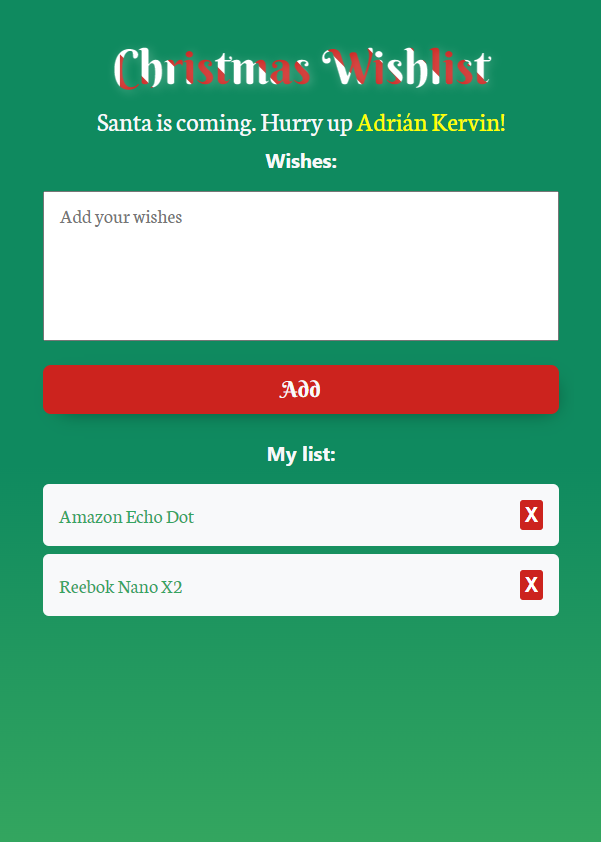 Christmas Wishlist
Santa is coming. Hurry up Adrián Kervin!
Wishes:
Add your wishes
Add
My list:
Amazon Echo Dot
X
Reebok Nano X2
X